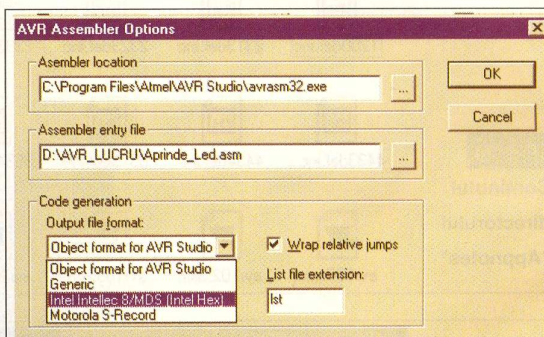 AVR Assembler Options
Asembler location
C:\Program Files\Atmel\AVR Studio\avrasm32.exe
...
OK
Assembler entry file
D:\AVR_LUCRU\Aprinde_Led.asm
...
Cancel
Code generation
Output file format:
Object format for AVR Studio
Wrap relative jumps
Object format for AVR Studio
Generic
List file extension:
Intel Intellec 8/MDS (Intel Hex)
lst
Motorola S-Record